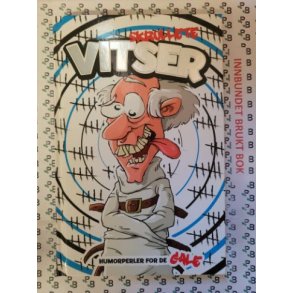 SKRULLETE
VITSER
HUMORPERLER FOR DE
GALE
INNBUNDET BRUKT BOK